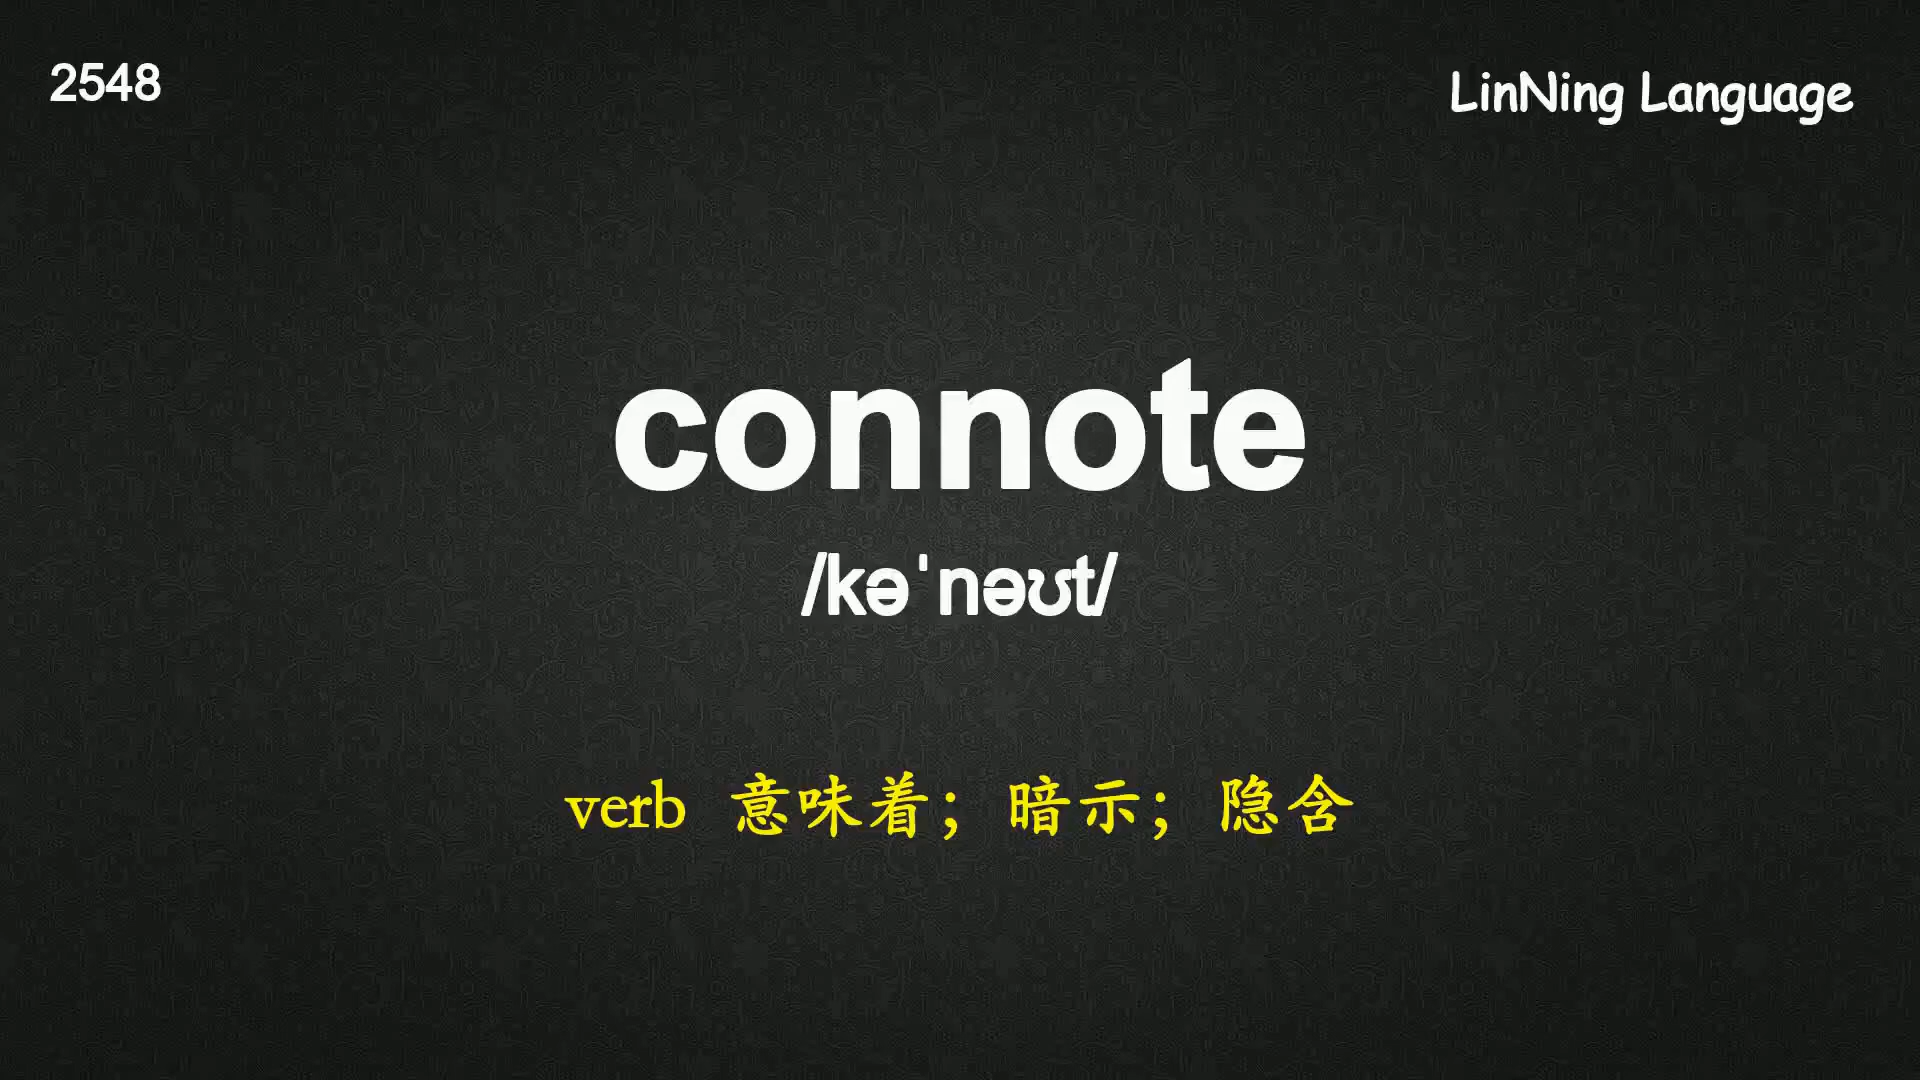 2548
LinNing Language
connote
/kəˈnəʊt/
verb 意味着；暗示；隐含